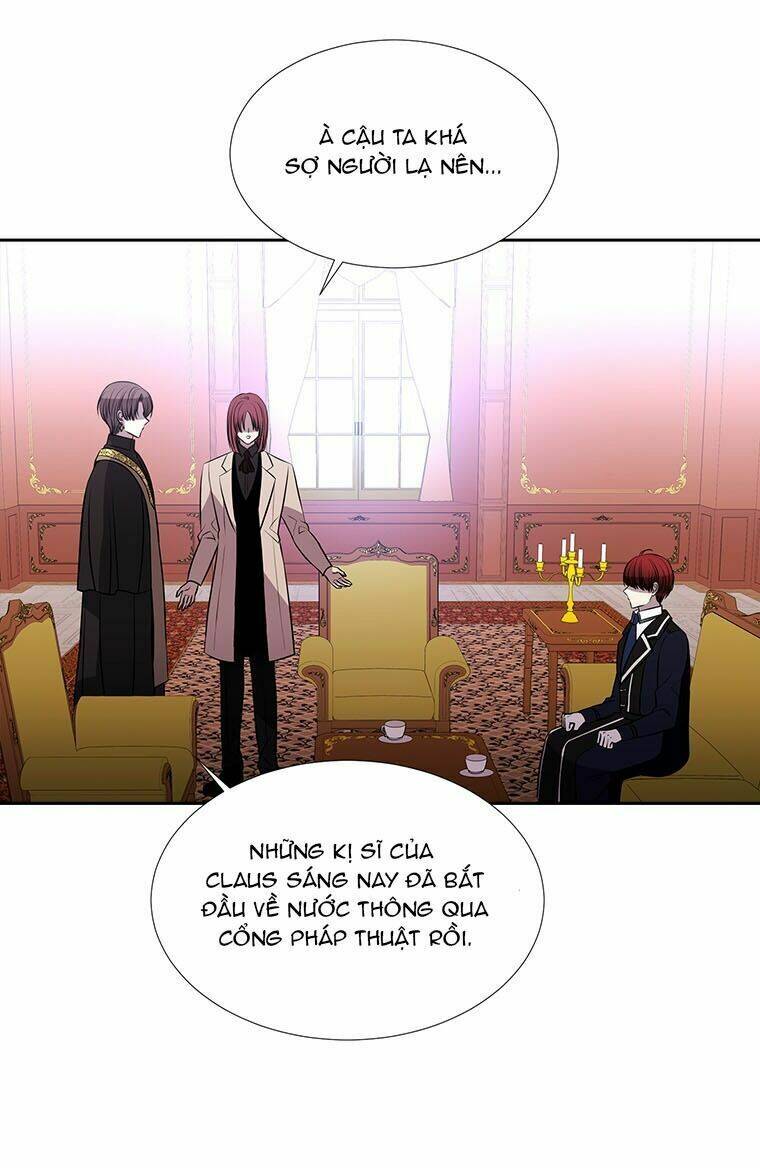 À CẬU TA KHÁ
SỢ NGƯỜI LẠ NÊN...
NHỮNG KỊ SĨ CỦA
CLAUS SÁNG NAY ĐÃ BẮT
ĐẦU VỀ NƯỚC THÔNG QUA
CỔNG PHÁP THUẬT RỒI.